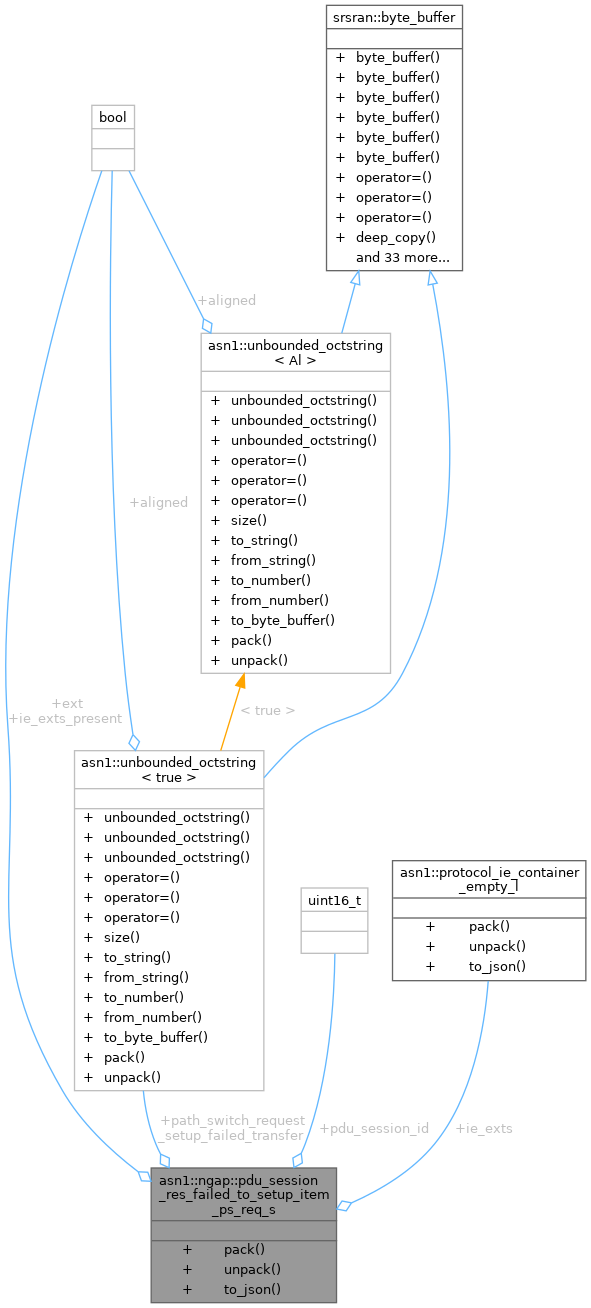 srsran::byte_buffer
+ byte_buffer()
+ byte_buffer()
+ byte_buffer()
+ byte_buffer()
+ byte_buffer()
+ byte_buffer()
+ operator=()
+ operator=()
+ operator=()
+ deep_copy()
and 33 more...
bool
+aligned
asn1::unbounded_octstring
< Al >
+ unbounded_octstring()
+ unbounded_octstring()
+ unbounded_octstring()
+ operator=()
+ operator=()
+ operator=()
+ size()
+ to_string()
+ from_string()
+ to_number()
+ from_number()
+ to_byte_buffer()
+ pack()
+ unpack()
+aligned
+ext
+ie_exts_present
< true >
asn1::unbounded_octstring
< true >
+ unbounded_octstring()
+ unbounded_octstring()
+ unbounded_octstring()
+ operator=()
+ operator=()
+ operator=()
+ size()
+ to_string()
+ from_string()
+ to_number()
+ from_number()
+ to_byte_buffer()
+ pack()
+ unpack()
uint16_t
asn1::protocol_ie_container
_empty_l
+ pack()
+ unpack()
+ to_json()
+path_switch_request
_setup_failed_transfer
+pdu_session_id
+ie_exts
asn1::ngap::pdu_session
_res_failed_to_setup_item
_ps_req_s
+ pack()
+ unpack()
+ to_json()